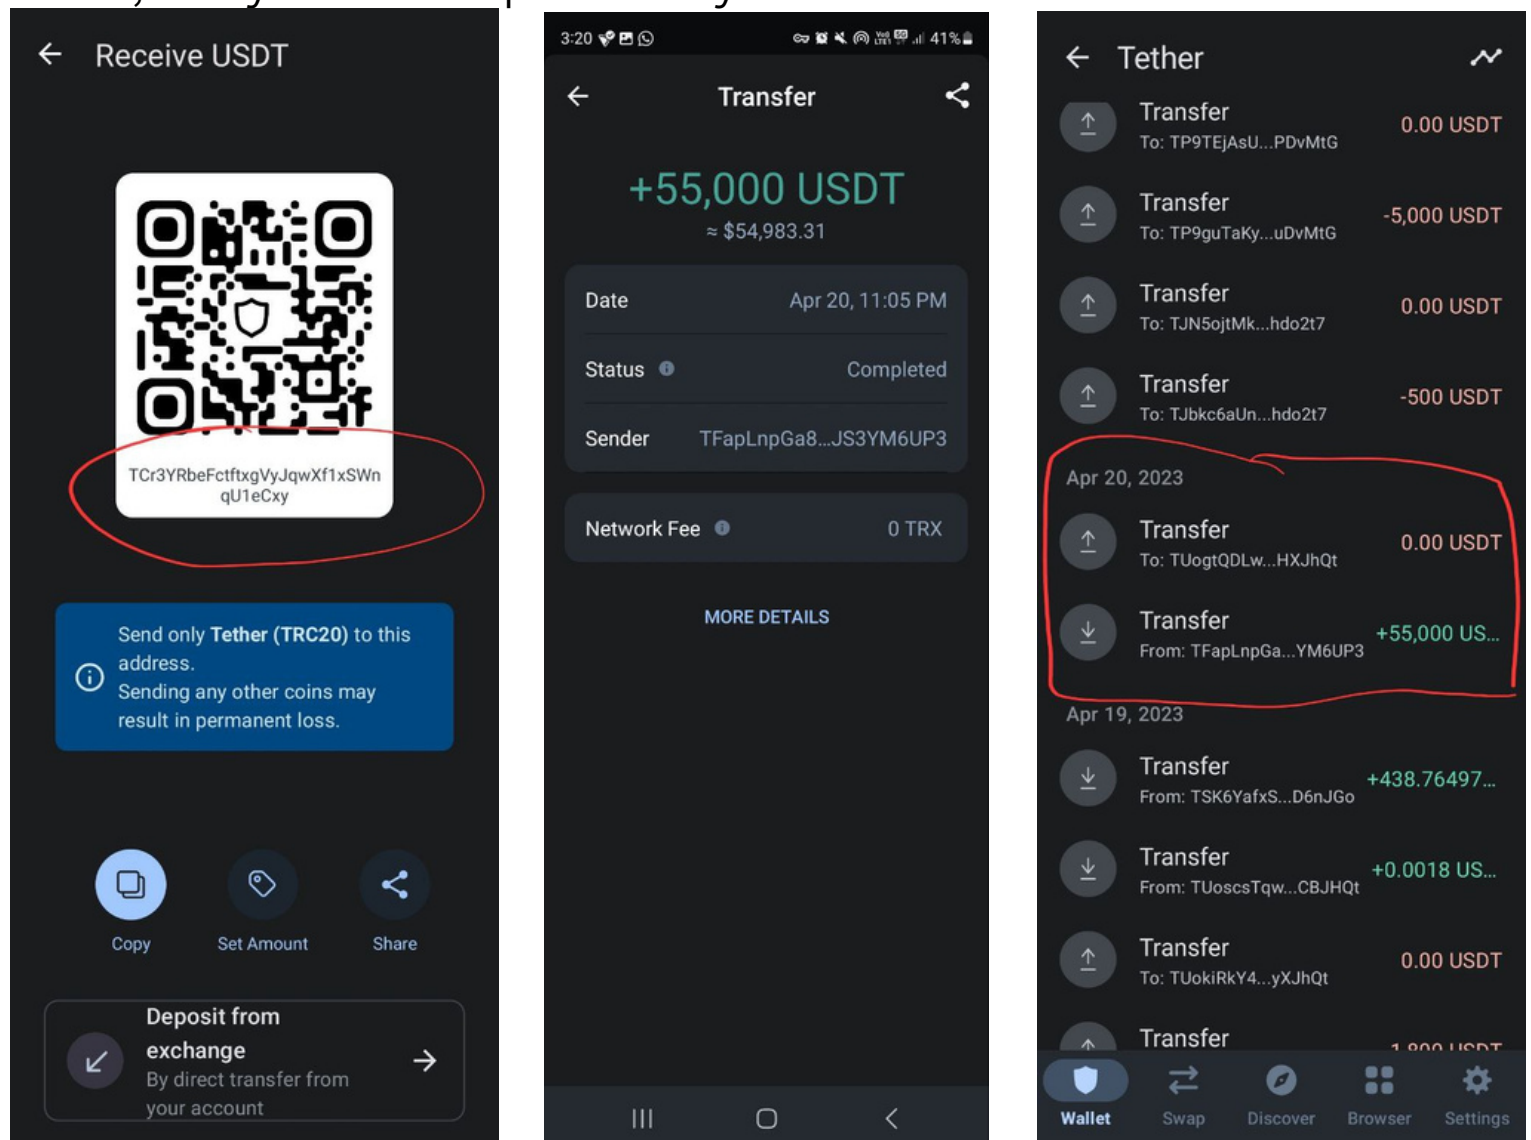 Receive USDT
TCr3YRbeFctftxgVyJqwXf1xSWn
qU1eCxy
Send only Tether (TRC20) to this
address.
Sending any other coins may
result in permanent loss.
Copy
Set Amount
Share
Deposit from
exchange
By direct transfer from
your account
3:20
41%
Transfer
+55,000 USDT
≈ $54,983.31
Date
Apr 20, 11:05 PM
Status
Completed
Sender
TFapLnpGa8...JS3YM6UP3
Network Fee
0 TRX
MORE DETAILS
Tether
Transfer
0.00 USDT
To: TP9TEjAsU...PDvMtG
Transfer
-5,000 USDT
To: TP9guTaKy...uDvMtG
Transfer
0.00 USDT
To: TJN5ojtMk...hdo2t7
Transfer
-500 USDT
To: TJbkc6aUn...hdo2t7
Apr 20, 2023
Transfer
0.00 USDT
To: TUogtQDLw...HXJhQt
Transfer
+55,000 US...
From: TFapLnpGa...YM6UP3
Apr 19, 2023
Transfer
+438.76497...
From: TSK6YafxS...D6nJGo
Transfer
+0.0018 US...
From: TUoscsTqw...CBJHQt
Transfer
0.00 USDT
To: TUokiRkY4...yXJhQt
Transfer
Wallet
Swap
Discover
Browser
Settings